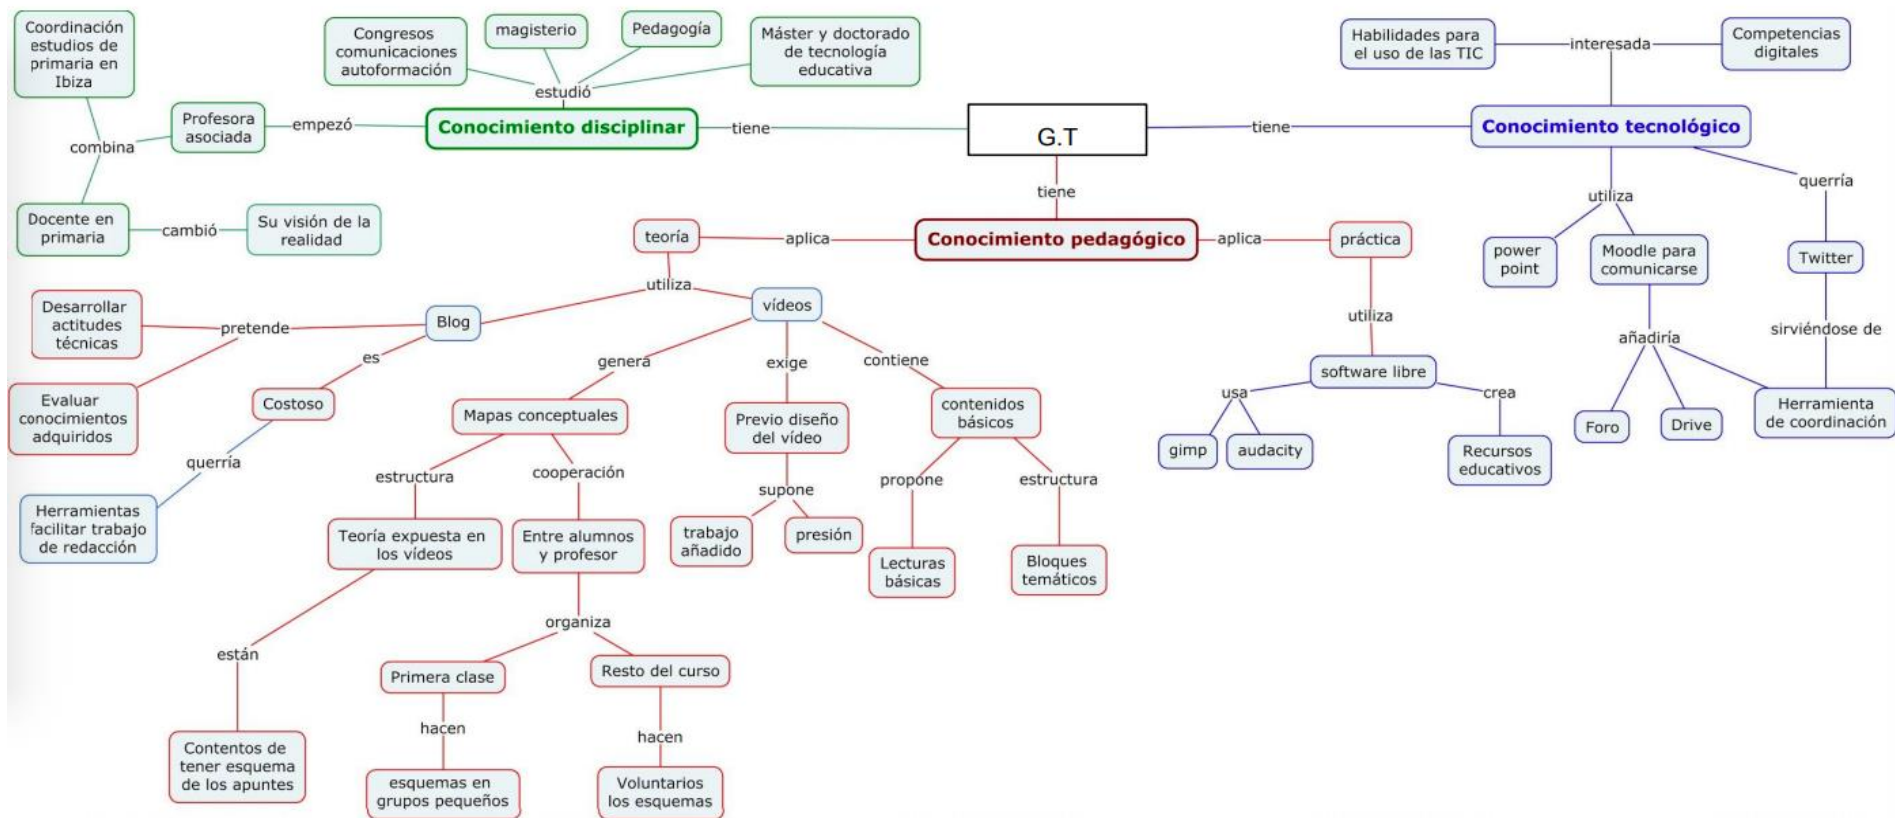 Coordinación
estudios de
primaria en
Ibiza
Congresos
comunicaciones
autoformación
magisterio
Pedagogía
Máster y doctorado
de tecnología
educativa
estudió
Habilidades para
el uso de las TIC
interesada
Competencias
digitales
combina
Profesora
asociada
empezó
Conocimiento disciplinar
tiene
G.T
tiene
Conocimiento tecnológico
Docente en
primaria
cambió
Su visión de la
realidad
tiene
teoría
aplica
Conocimiento pedagógico
aplica
práctica
utiliza
querría
power
point
Moodle para
comunicarse
Twitter
utiliza
Desarrollar
actitudes
técnicas
pretende
Blog
vídeos
utiliza
añadiría
sirviéndose de
es
genera
exige
contiene
software libre
Evaluar
conocimientos
adquiridos
Costoso
Mapas conceptuales
Previo diseño
del vídeo
contenidos
básicos
usa
crea
Foro
Drive
Herramienta
de coordinación
gimp
audacity
Recursos
educativos
querría
estructura
cooperación
supone
propone
estructura
Herramientas
facilitar trabajo
de redacción
Teoría expuesta en
los vídeos
Entre alumnos
y profesor
trabajo
añadido
presión
Lecturas
básicas
Bloques
temáticos
organiza
están
Primera clase
Resto del curso
hacen
hacen
Contentos de
tener esquema
de los apuntes
esquemas en
grupos pequeños
Voluntarios
los esquemas